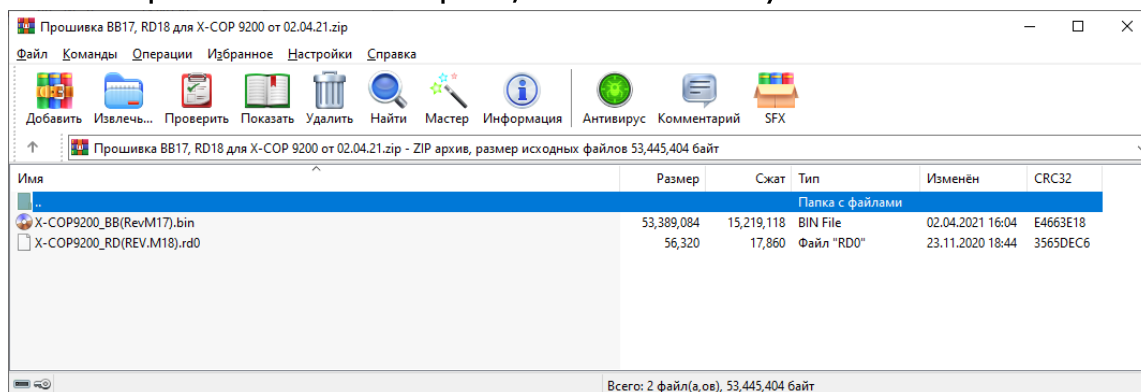 Прошивка BB17, RD18 для X-COP 9200 от 02.04.21.zip
Файл Команды Операции Избранное Настройки Справка
Добавить Извлечь... Проверить Показать Удалить Найти Мастер Информация Антивирус Комментарий SFX
Прошивка BB17, RD18 для X-COP 9200 от 02.04.21.zip - ZIP архив, размер исходных файлов 53,445,404 байт
Имя Размер Сжат Тип Изменён CRC32
.. Папка с файлами
X-COP9200_BB(RevM17).bin 53,389,084 15,219,118 BIN File 02.04.2021 16:04 E4663E18
X-COP9200_RD(REV.M18).rd0 56,320 17,860 Файл "RD0" 23.11.2020 18:44 3565DEC6
Всего: 2 файл(а,ов), 53,445,404 байт